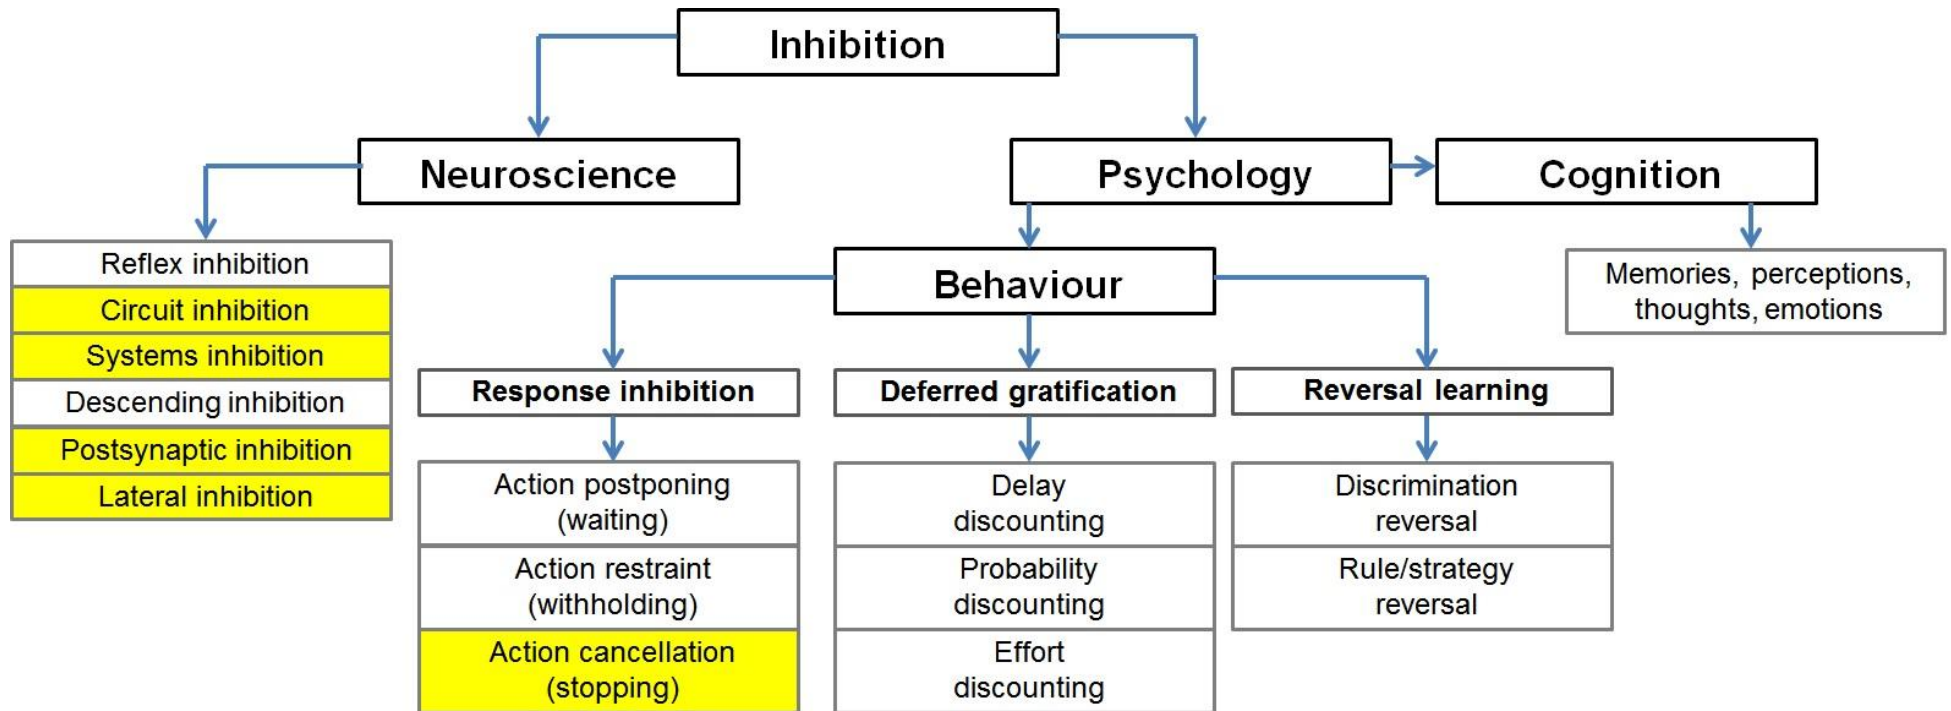 Inhibition
Neuroscience
Psychology
Cognition
Reflex inhibition
Circuit inhibition
Systems inhibition
Descending inhibition
Postsynaptic inhibition
Lateral inhibition
Behaviour
Memories, perceptions,
thoughts, emotions
Response inhibition
Action postponing
(waiting)
Action restraint
(withholding)
Action cancellation
(stopping)
Deferred gratification
Delay
discounting
Probability
discounting
Effort
discounting
Reversal learning
Discrimination
reversal
Rule/strategy
reversal